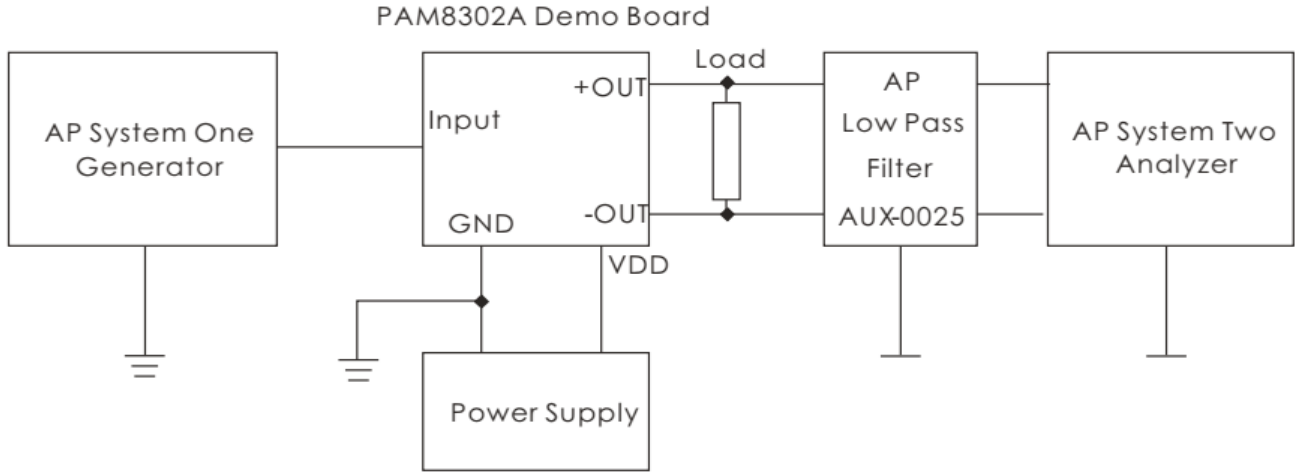 PAM8302A Demo Board
AP System One
Generator
Input
+OUT
-OUT
GND
VDD
Load
AP
Low Pass
Filter
AUX-0025
AP System Two
Analyzer
Power Supply